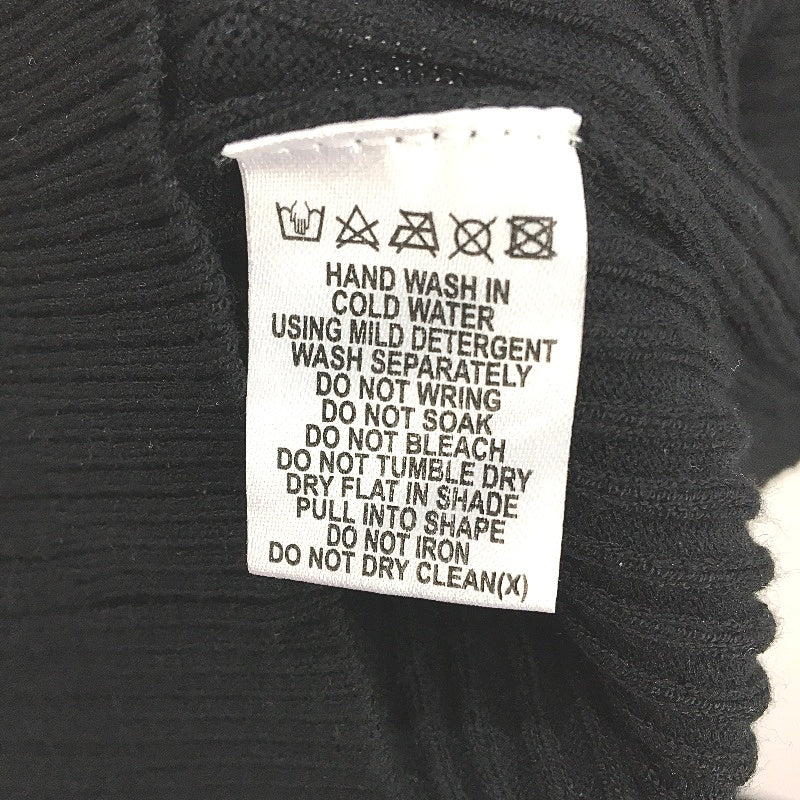 HAND WASH IN
COLD WATER
USING MILD DETERGENT
WASH SEPARATELY
DO NOT WRING
DO NOT SOAK
DO NOT BLEACH
DO NOT TUMBLE DRY
DRY FLAT IN SHADE
PULL INTO SHAPE
DO NOT IRON
DO NOT DRY CLEAN(X)